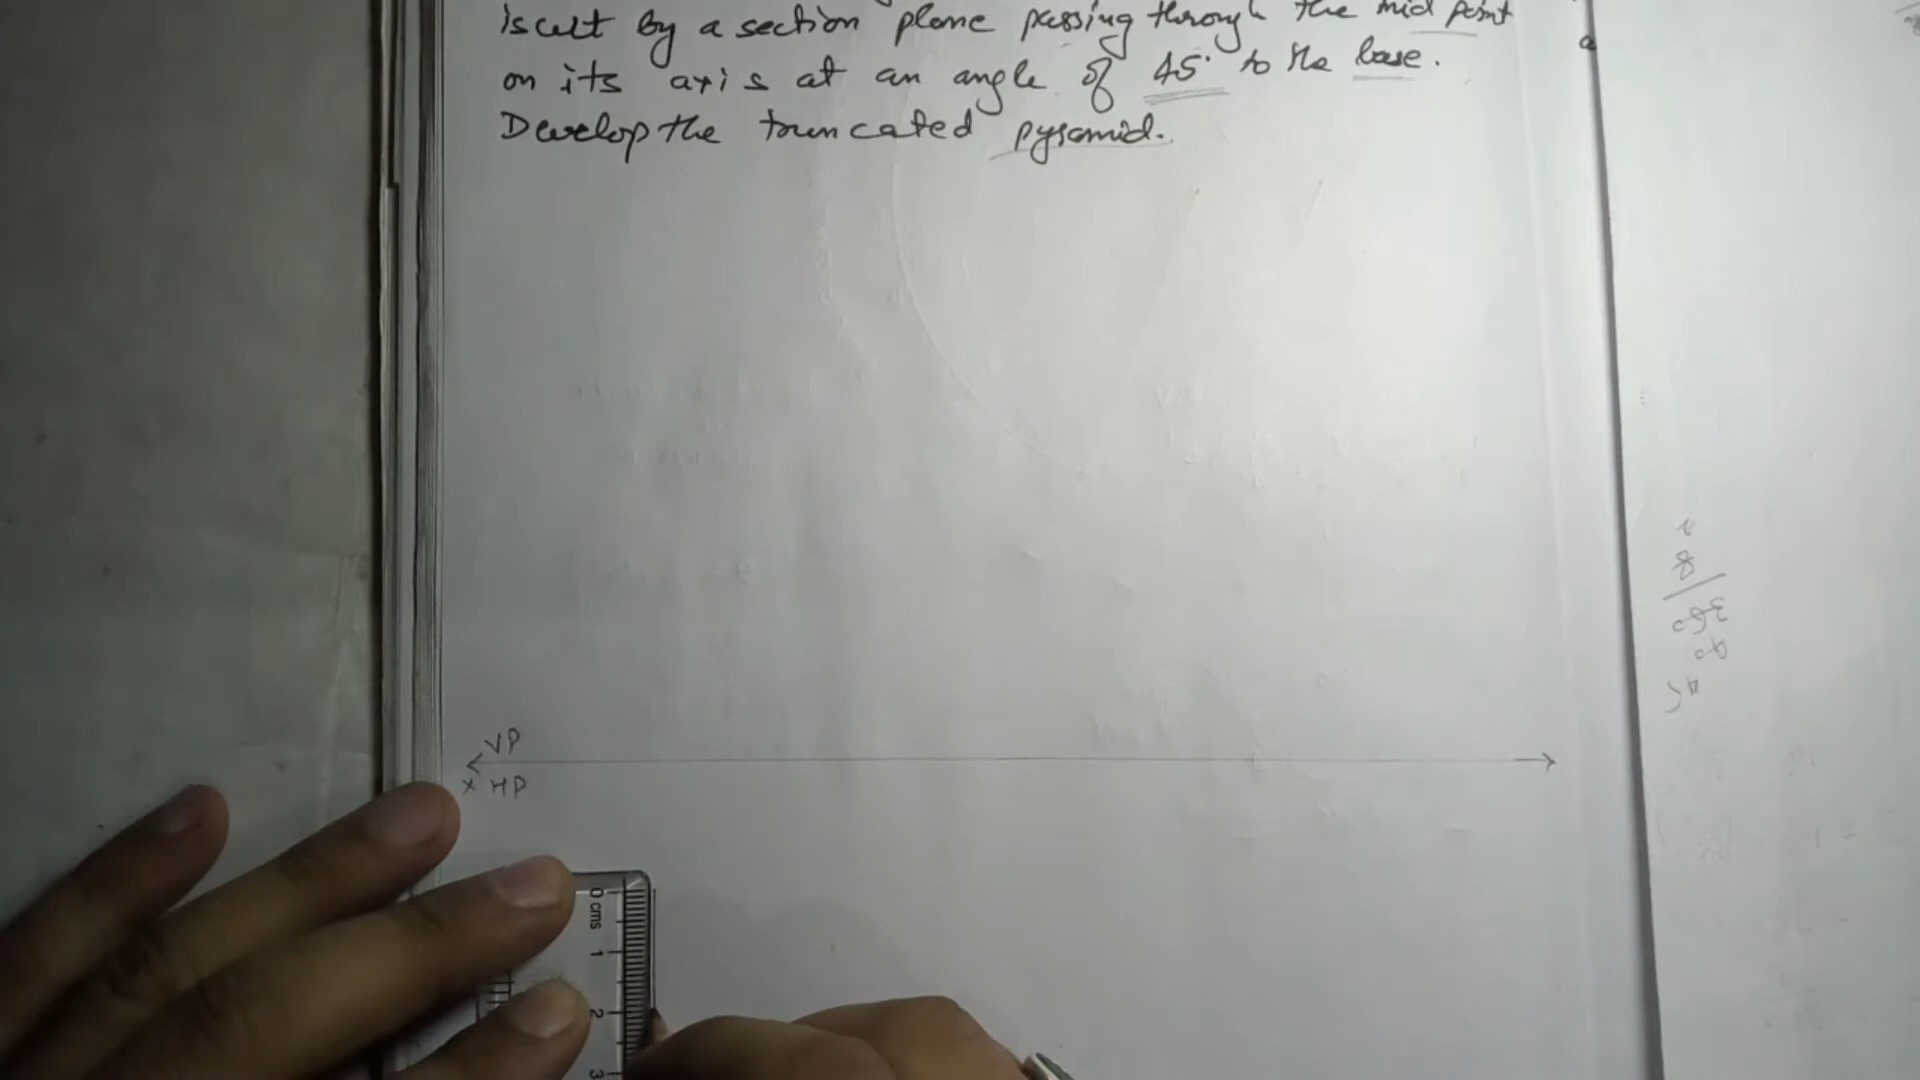 is cut by a section plane passing through the mid point
on its axis at an angle of 45° to the base.
Develop the truncated pyramid.
VP
X HP
0 cms
1
2
3